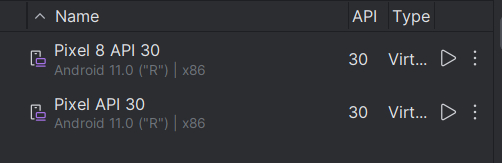 Name API Type
Pixel 8 API 30 30 Virt...
Android 11.0 ("R") | x86
Pixel API 30 30 Virt...
Android 11.0 ("R") | x86